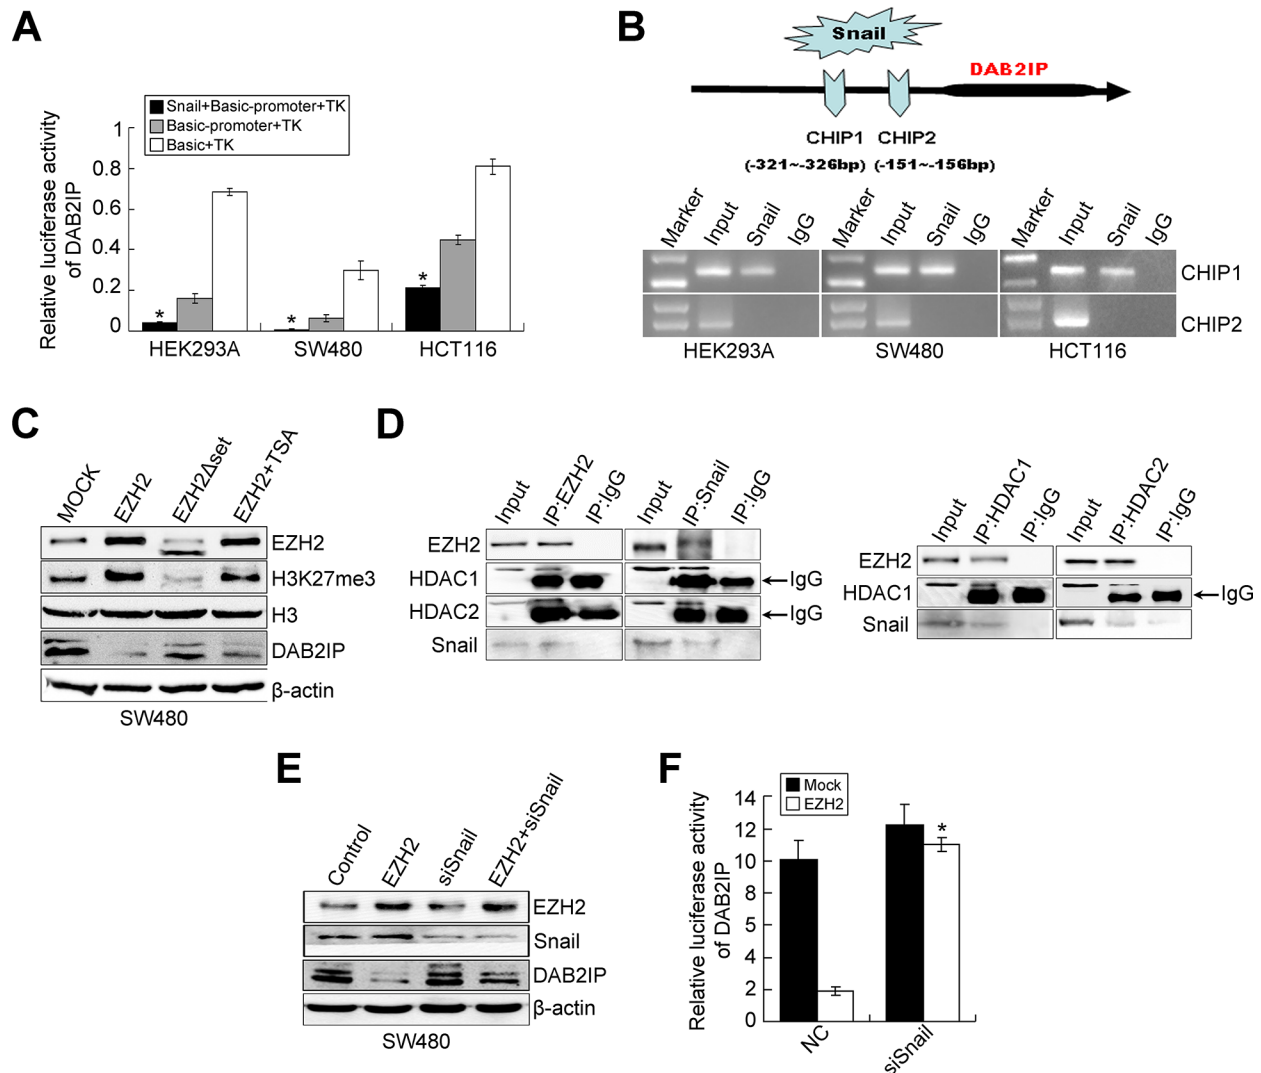 A
Snail+Basic-promoter+TK
Basic-promoter+TK
Basic+TK
Relative luciferase activity
of DAB2IP
1
0.8
0.6
0.4
0.2
0
*
*
*
HEK293A
SW480
HCT116
B
Snail
DAB2IP
CHIP1
CHIP2
(-321~-326bp)
(-151~-156bp)
Marker
Input
Snail
IgG
Marker
Input
Snail
IgG
Marker
Input
Snail
IgG
CHIP1
CHIP2
HEK293A
SW480
HCT116
C
MOCK
EZH2
EZH2Δset
EZH2+TSA
EZH2
H3K27me3
H3
DAB2IP
β-actin
SW480
D
Input
IP:EZH2
IP:IgG
Input
IP:Snail
IP:IgG
EZH2
HDAC1
IgG
HDAC2
IgG
Snail
Input
IP:HDAC1
IP:IgG
Input
IP:HDAC2
IP:IgG
EZH2
HDAC1
IgG
Snail
E
Control
EZH2
siSnail
EZH2+siSnail
EZH2
Snail
DAB2IP
β-actin
SW480
F
Mock
EZH2
Relative luciferase activity
of DAB2IP
14
12
10
8
5
4
2
0
*
NC
siSnail